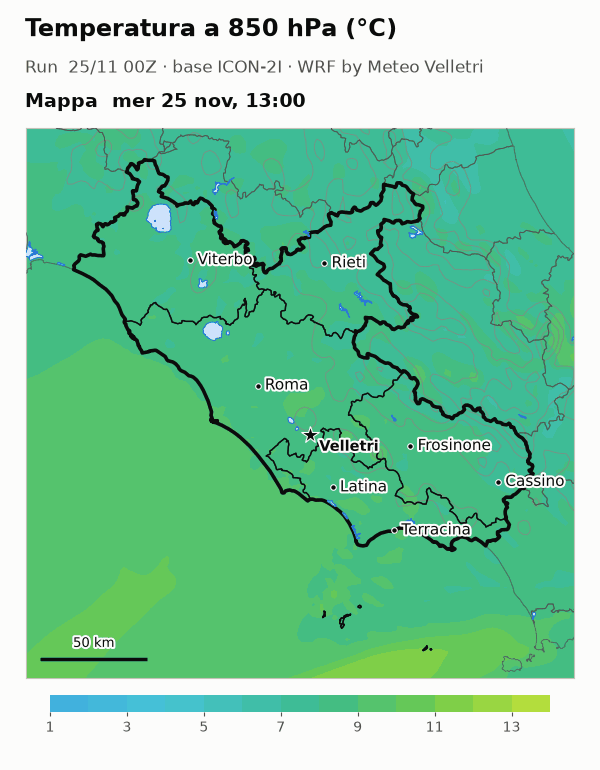 Temperatura a 850 hPa (°C)
Run  25/11 00Z · base ICON-2I · WRF by Meteo Velletri
Mappa  mer 25 nov, 13:00
Viterbo
Rieti
Roma
Velletri
Frosinone
Cassino
Latina
Terracina
50 km
1 3 5 7 9 11 13